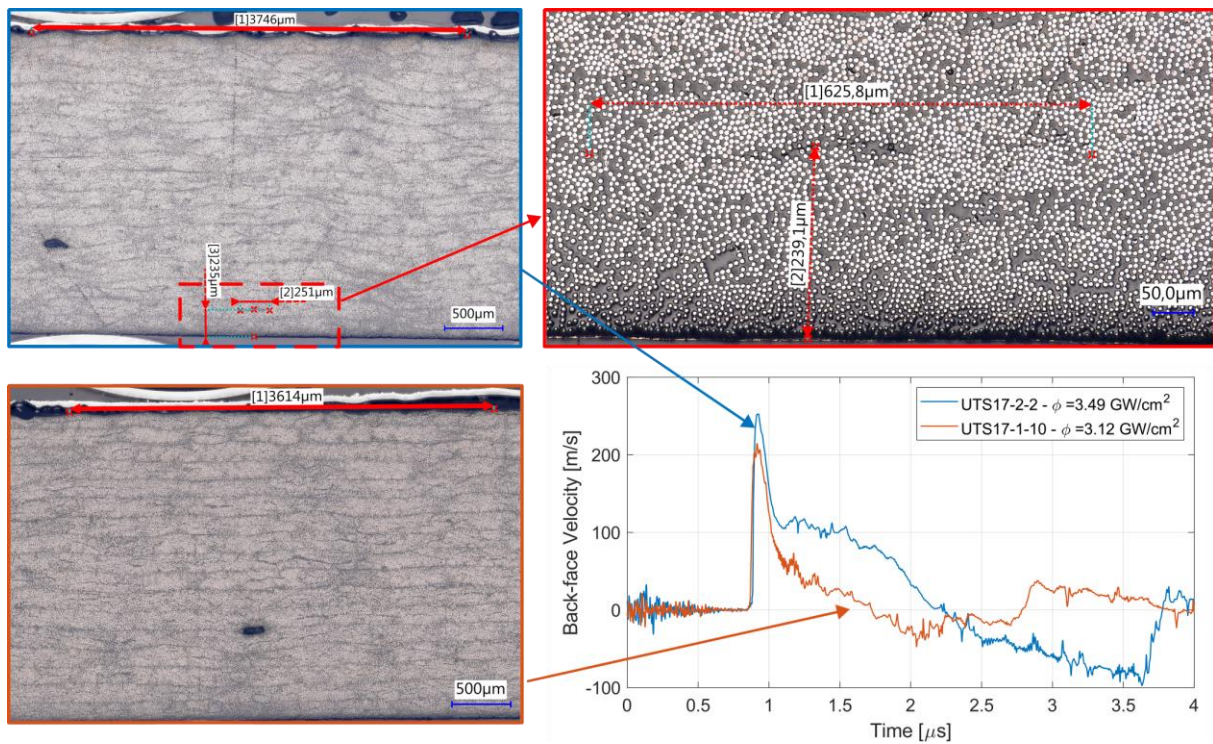 [1]3746µm
[3]235µm
[2]251µm
500µm
[1]625,8µm
[2]239,1µm
50,0µm
[1]3614µm
500µm
300
200
100
0
-100
Back-face Velocity [m/s]
UTS17-2-2 - ϕ =3.49 GW/cm²
UTS17-1-10 - ϕ =3.12 GW/cm²
0 0.5 1 1.5 2 2.5 3 3.5 4
Time [µs]